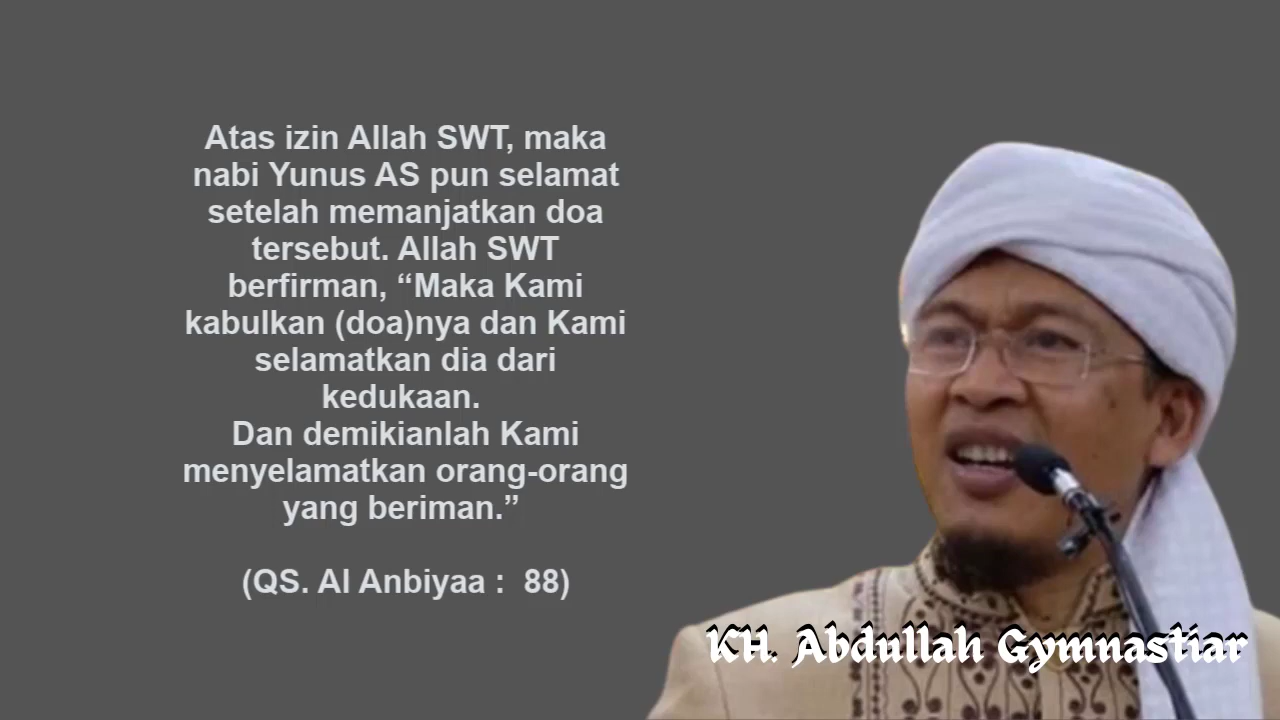 Atas izin Allah SWT, maka
nabi Yunus AS pun selamat
setelah memanjatkan doa
tersebut. Allah SWT
berfirman, “Maka Kami
kabulkan (doa)nya dan Kami
selamatkan dia dari
kedukaan.
Dan demikianlah Kami
menyelamatkan orang-orang
yang beriman.”
(QS. Al Anbiyaa :  88)
KH. Abdullah Gymnastiar